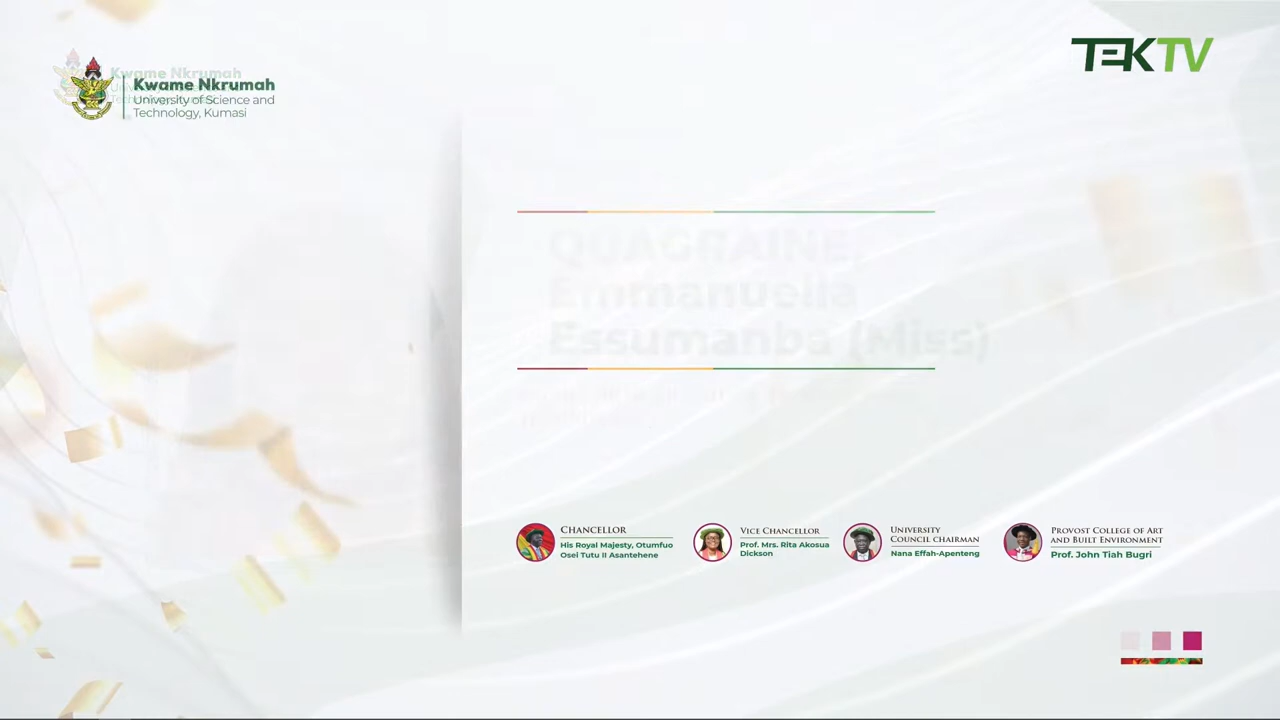 TEKTV
Kwame Nkrumah
University of Science and
Technology, Kumasi
QUAGRAINE,
Emmanuella
Essumanba (Miss)
CHANCELLOR
His Royal Majesty, Otumfuo
Osei Tutu II Asantehene
VICE CHANCELLOR
Prof. Mrs. Rita Akosua
Dickson
UNIVERSITY
COUNCIL CHAIRMAN
Nana Effah-Apenteng
PROVOST COLLEGE OF ART
AND BUILT ENVIRONMENT
Prof. John Tiah Bugri